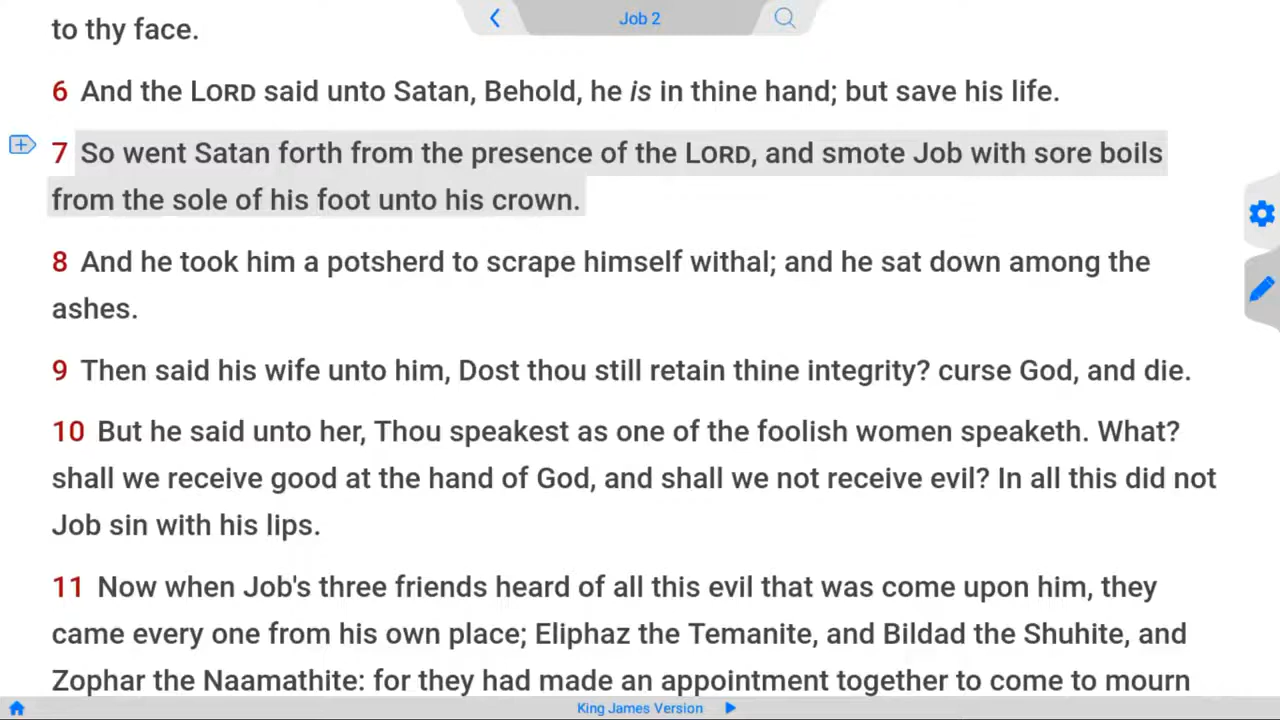 Job 2
to thy face.
6 And the LORD said unto Satan, Behold, he is in thine hand; but save his life.
7 So went Satan forth from the presence of the LORD, and smote Job with sore boils
from the sole of his foot unto his crown.
8 And he took him a potsherd to scrape himself withal; and he sat down among the
ashes.
9 Then said his wife unto him, Dost thou still retain thine integrity? curse God, and die.
10 But he said unto her, Thou speakest as one of the foolish women speaketh. What?
shall we receive good at the hand of God, and shall we not receive evil? In all this did not
Job sin with his lips.
11 Now when Job's three friends heard of all this evil that was come upon him, they
came every one from his own place; Eliphaz the Temanite, and Bildad the Shuhite, and
Zophar the Naamathite: for they had made an appointment together to come to mourn
King James Version